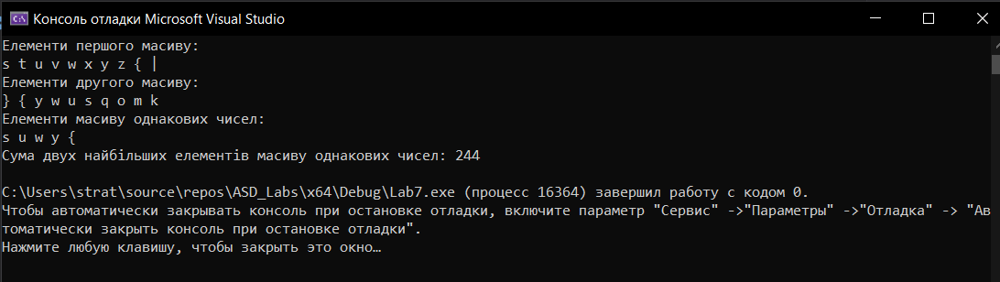 Консоль отладки Microsoft Visual Studio
Елементи першого масиву:
s t u v w x y z { |
Елементи другого масиву:
} { y w u s q o m k
Елементи масиву однакових чисел:
s u w y {
Сума двух найбільших елементів масиву однакових чисел: 244
C:\Users\strat\source\repos\ASD_Labs\x64\Debug\Lab7.exe (процесс 16364) завершил работу с кодом 0.
Чтобы автоматически закрывать консоль при остановке отладки, включите параметр "Сервис" ->"Параметры" ->"Отладка" -> "Ав
томатически закрыть консоль при остановке отладки".
Нажмите любую клавишу, чтобы закрыть это окно…